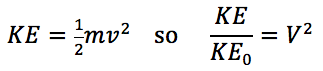 KE = ½mv² so KE/KE₀ = V²